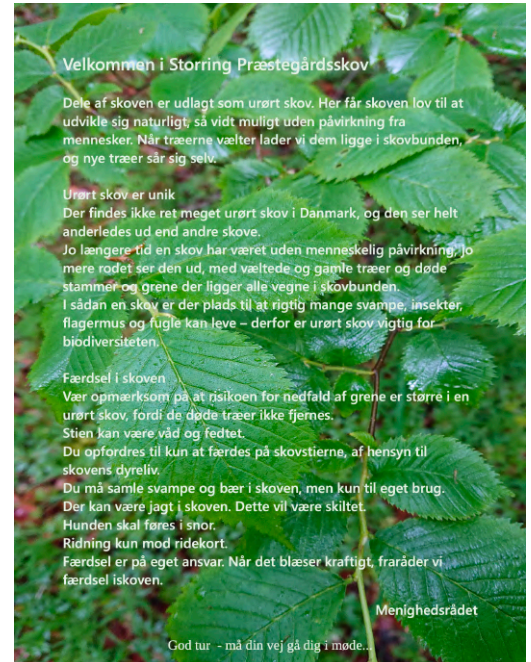 Velkommen i Storring Præstegårdsskov
Dele af skoven er udlagt som urørt skov. Her får skoven lov til at
udvikle sig naturligt, så vidt muligt uden påvirkning fra
mennesker. Når træerne vælter lader vi dem ligge i skovbunden,
og nye træer sår sig selv.
Urørt skov er unik
Der findes ikke ret meget urørt skov i Danmark, og den ser helt
anderledes ud end andre skove.
Jo længere tid en skov har været uden menneskelig påvirkning, jo
mere rodet ser den ud, med væltede og gamle træer og døde
stammer og grene der ligger alle vegne i skovbunden.
I sådan en skov er der plads til at rigtig mange svampe, insekter,
flagermus og fugle kan leve – derfor er urørt skov vigtig for
biodiversiteten.
Færdsel i skoven
Vær opmærksom på at risikoen for nedfald af grene er større i en
urørt skov, fordi de døde træer ikke fjernes.
Stien kan være våd og fedtet.
Du opfordres til kun at færdes på skovstierne, af hensyn til
skovens dyreliv.
Du må samle svampe og bær i skoven, men kun til eget brug.
Der kan være jagt i skoven. Dette vil være skiltet.
Hunden skal føres i snor.
Ridning kun mod ridekort.
Færdsel er på eget ansvar. Når det blæser kraftigt, fraråder vi
færdsel iskoven.
Menighedsrådet
God tur - må din vej gå dig i møde...